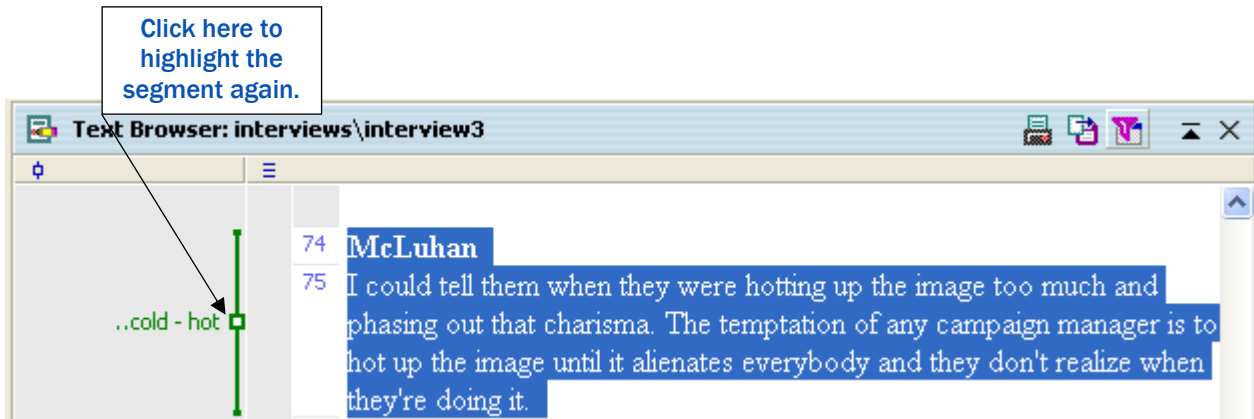 Click here to
highlight the
segment again.
Text Browser: interviews\interview3
74 McLuhan
75 I could tell them when they were hotting up the image too much and
..cold - hot phasing out that charisma. The temptation of any campaign manager is to
hot up the image until it alienates everybody and they don't realize when
they're doing it.